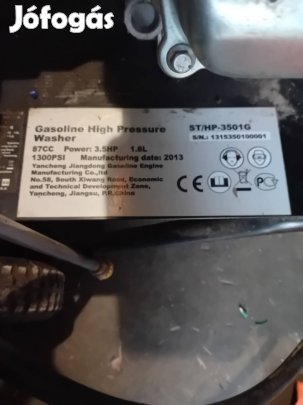 Jófogás
Gasoline High Pressure
Washer
87CC Power: 3.5HP 1.6L
1300PSI Manufacturing date: 2013
Yancheng Jiangdong Gasoline Engine
Manufacturing Co,ltd
No.58, South Xiwang Road, Economic
and Technical Development Zone,
Yancheng, Jiangsu, P.R.China
ST/HP-3501G
S/N: 1315350100001
CE